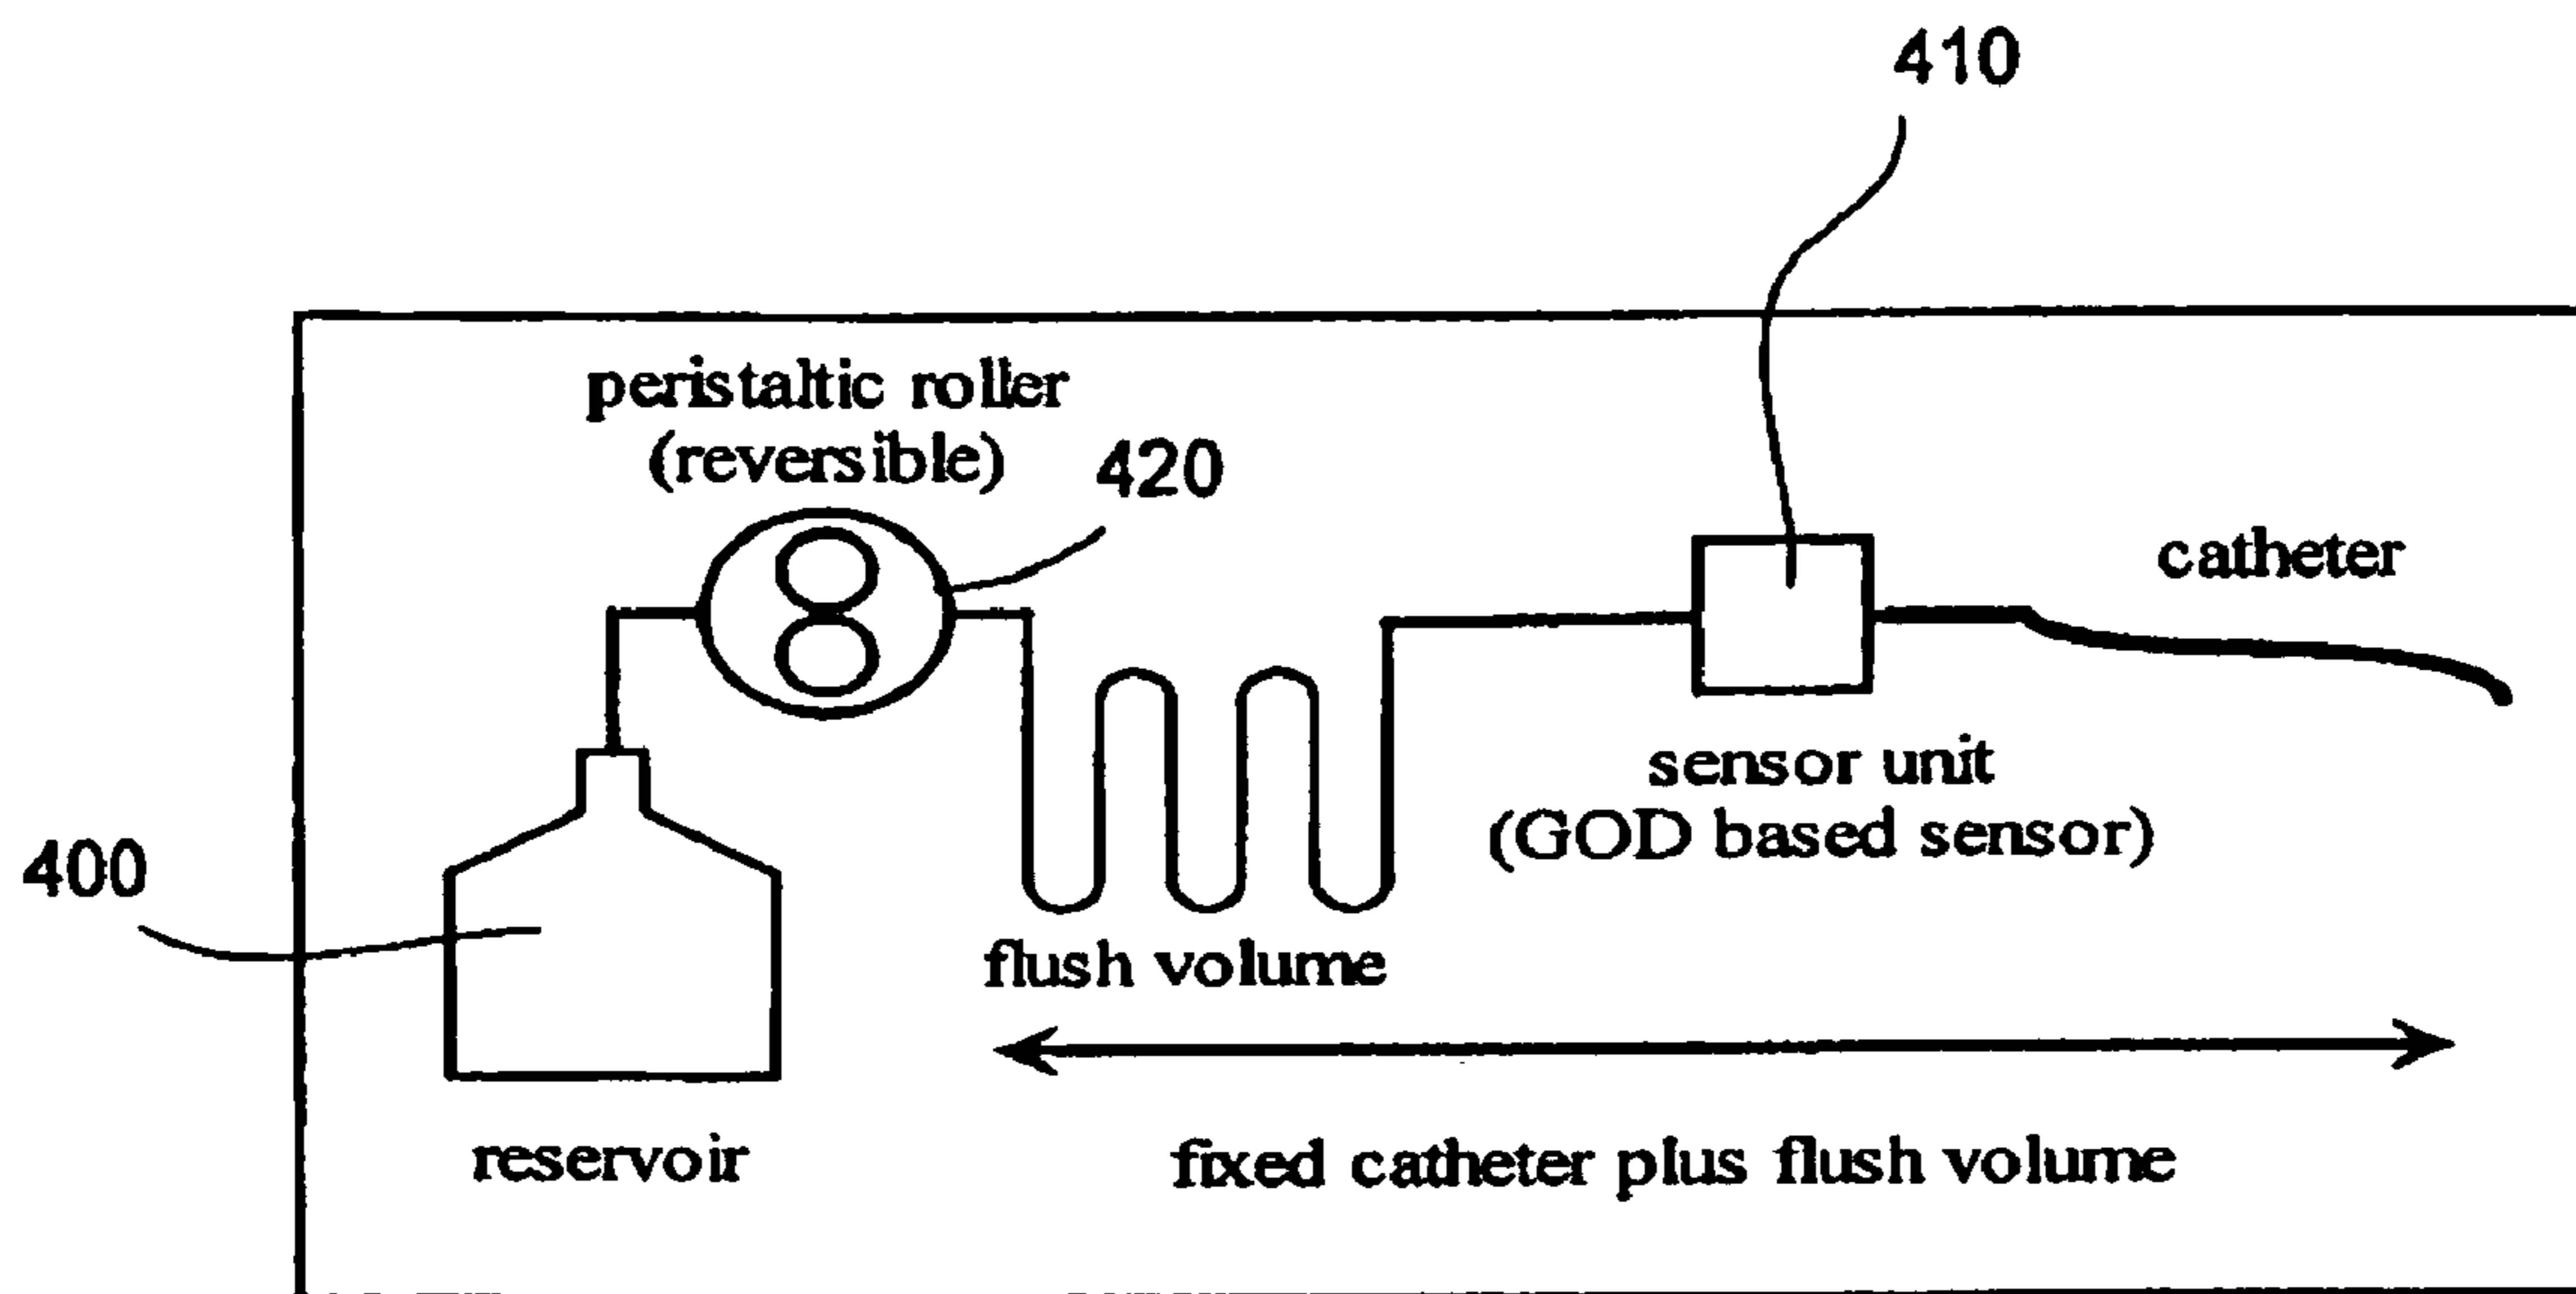 410
peristaltic roller
(reversible)
420
catheter
sensor unit
(GOD based sensor)
400
flush volume
reservoir
fixed catheter plus flush volume